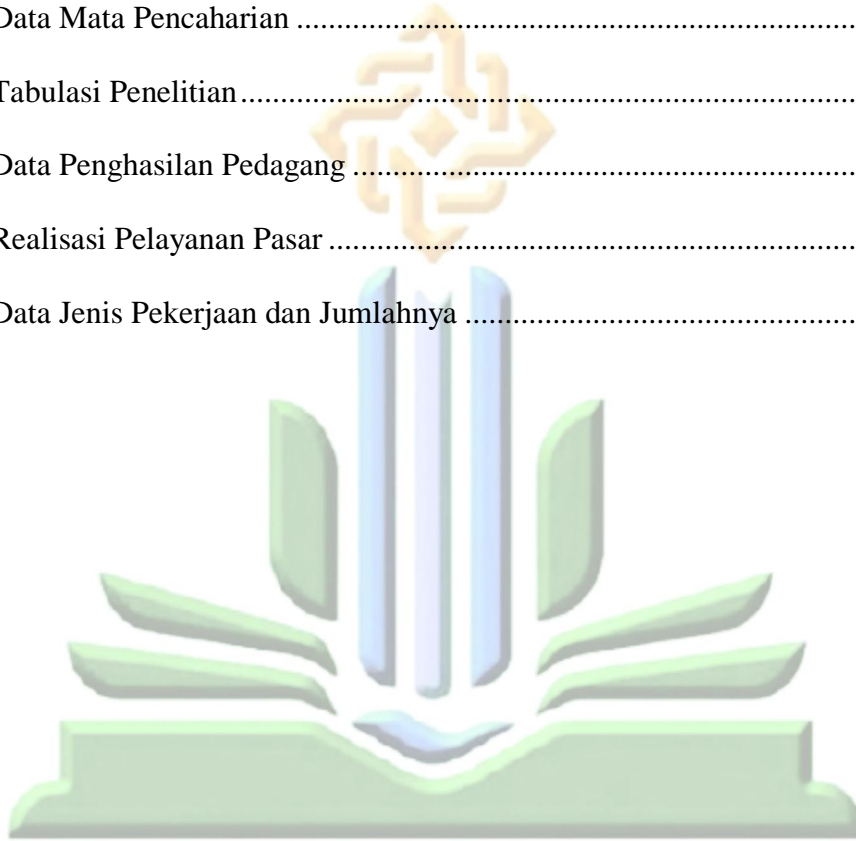 Data Mata Pencaharian ......................................................................
Tabulasi Penelitian.............................................................................
Data Penghasilan Pedagang ...............................................................
Realisasi Pelayanan Pasar ..................................................................
Data Jenis Pekerjaan dan Jumlahnya .................................................